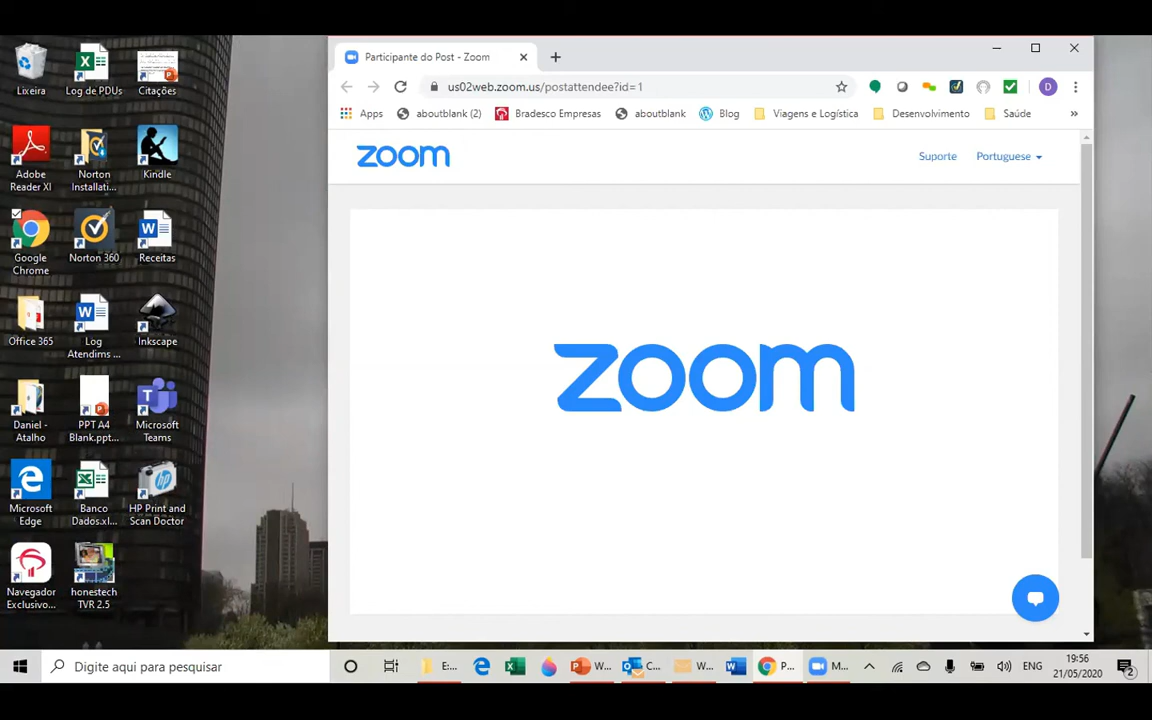 Lixeira
Log de PDUs
Citações
Adobe
Reader XI
Norton
Installati...
Kindle
Google
Chrome
Norton 360
Receitas
Office 365
Log
Atendims ...
Inkscape
Daniel -
Atalho
PPT A4
Blank.ppt...
Microsoft
Teams
Microsoft
Edge
Banco
Dados.xl...
HP Print and
Scan Doctor
Navegador
Exclusivo...
honestech
TVR 2.5
Participante do Post - Zoom
us02web.zoom.us/postattendee?id=1
D
Apps
aboutblank (2)
Bradesco Empresas
aboutblank
Blog
Viagens e Logística
Desenvolvimento
Saúde
»
zoom
Suporte
Portuguese
zoom
Digite aqui para pesquisar
E:...
W...
C...
W...
P...
M...
ENG
19:56
21/05/2020
2